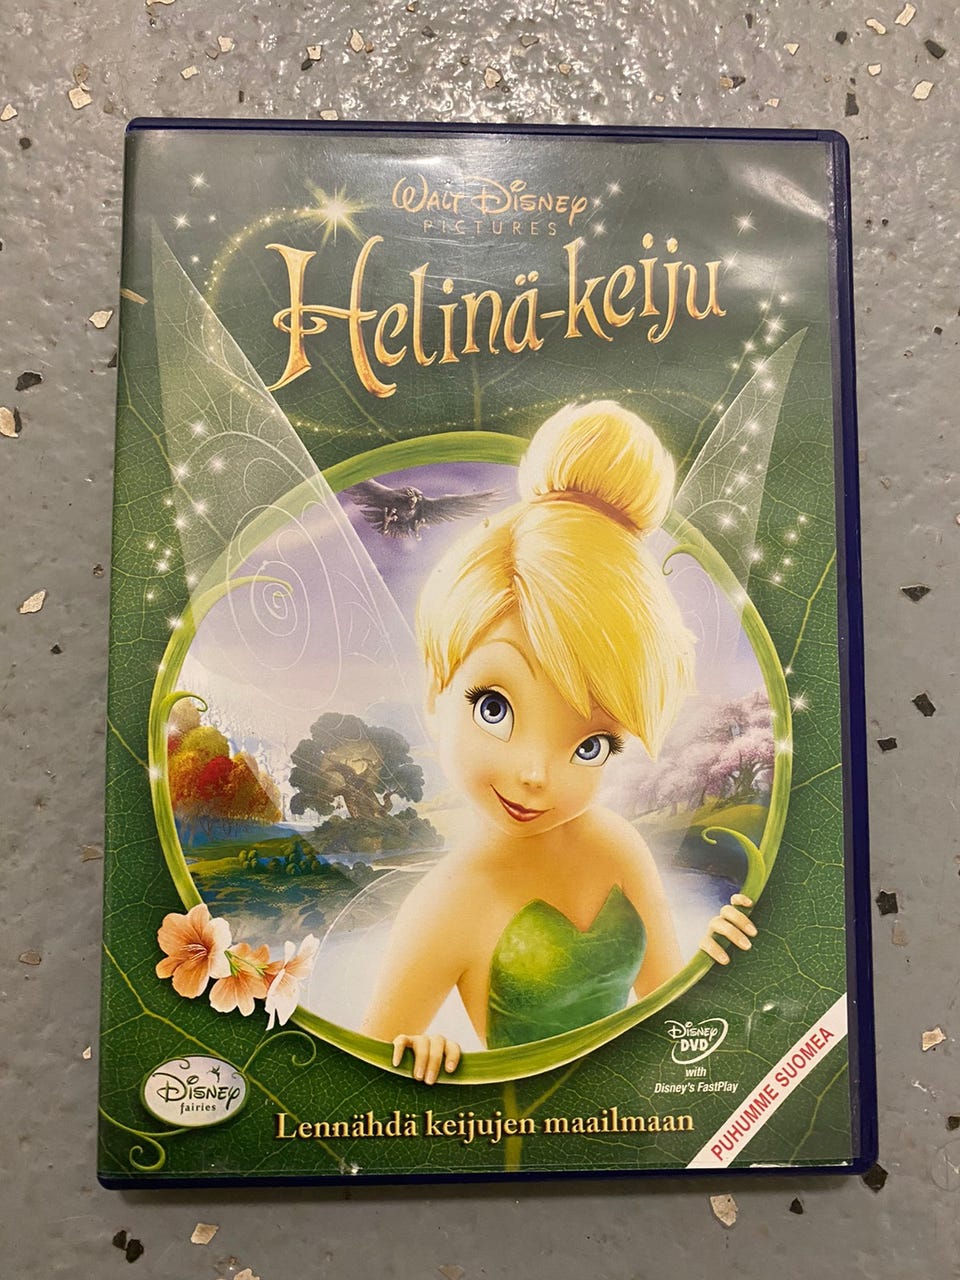 WALT DISNEY
PICTURES
Helinä-keiju
DISNEY
DVD
with
Disney's FastPlay
PUHUMME SUOMEA
DISNEY
fairies
Lennähdä keijujen maailmaan